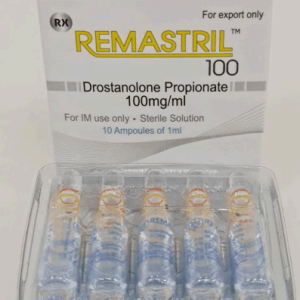 For export only
RX
REMASTRIL™
100
Drostanolone Propionate
100mg/ml
For IM use only • Sterile Solution
10 Ampoules of 1ml